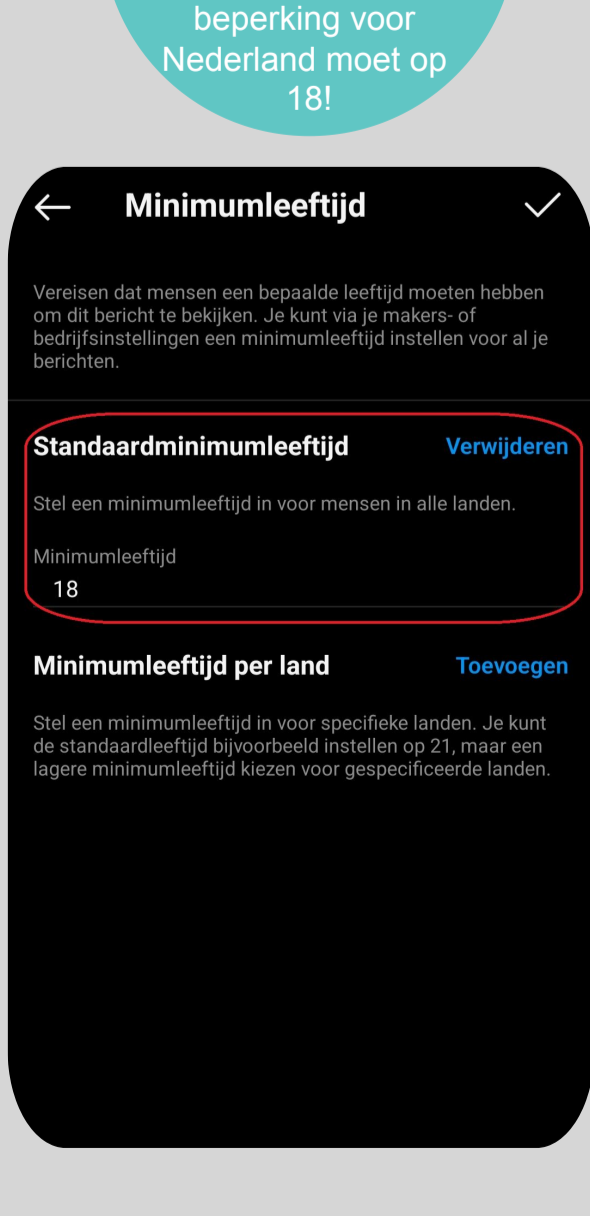 beperking voor
Nederland moet op
18!
Minimumleeftijd
Vereisen dat mensen een bepaalde leeftijd moeten hebben
om dit bericht te bekijken. Je kunt via je makers- of
bedrijfsinstellingen een minimumleeftijd instellen voor al je
berichten.
Standaardminimumleeftijd Verwijderen
Stel een minimumleeftijd in voor mensen in alle landen.
Minimumleeftijd
18
Minimumleeftijd per land Toevoegen
Stel een minimumleeftijd in voor specifieke landen. Je kunt
de standaardleeftijd bijvoorbeeld instellen op 21, maar een
lagere minimumleeftijd kiezen voor gespecificeerde landen.